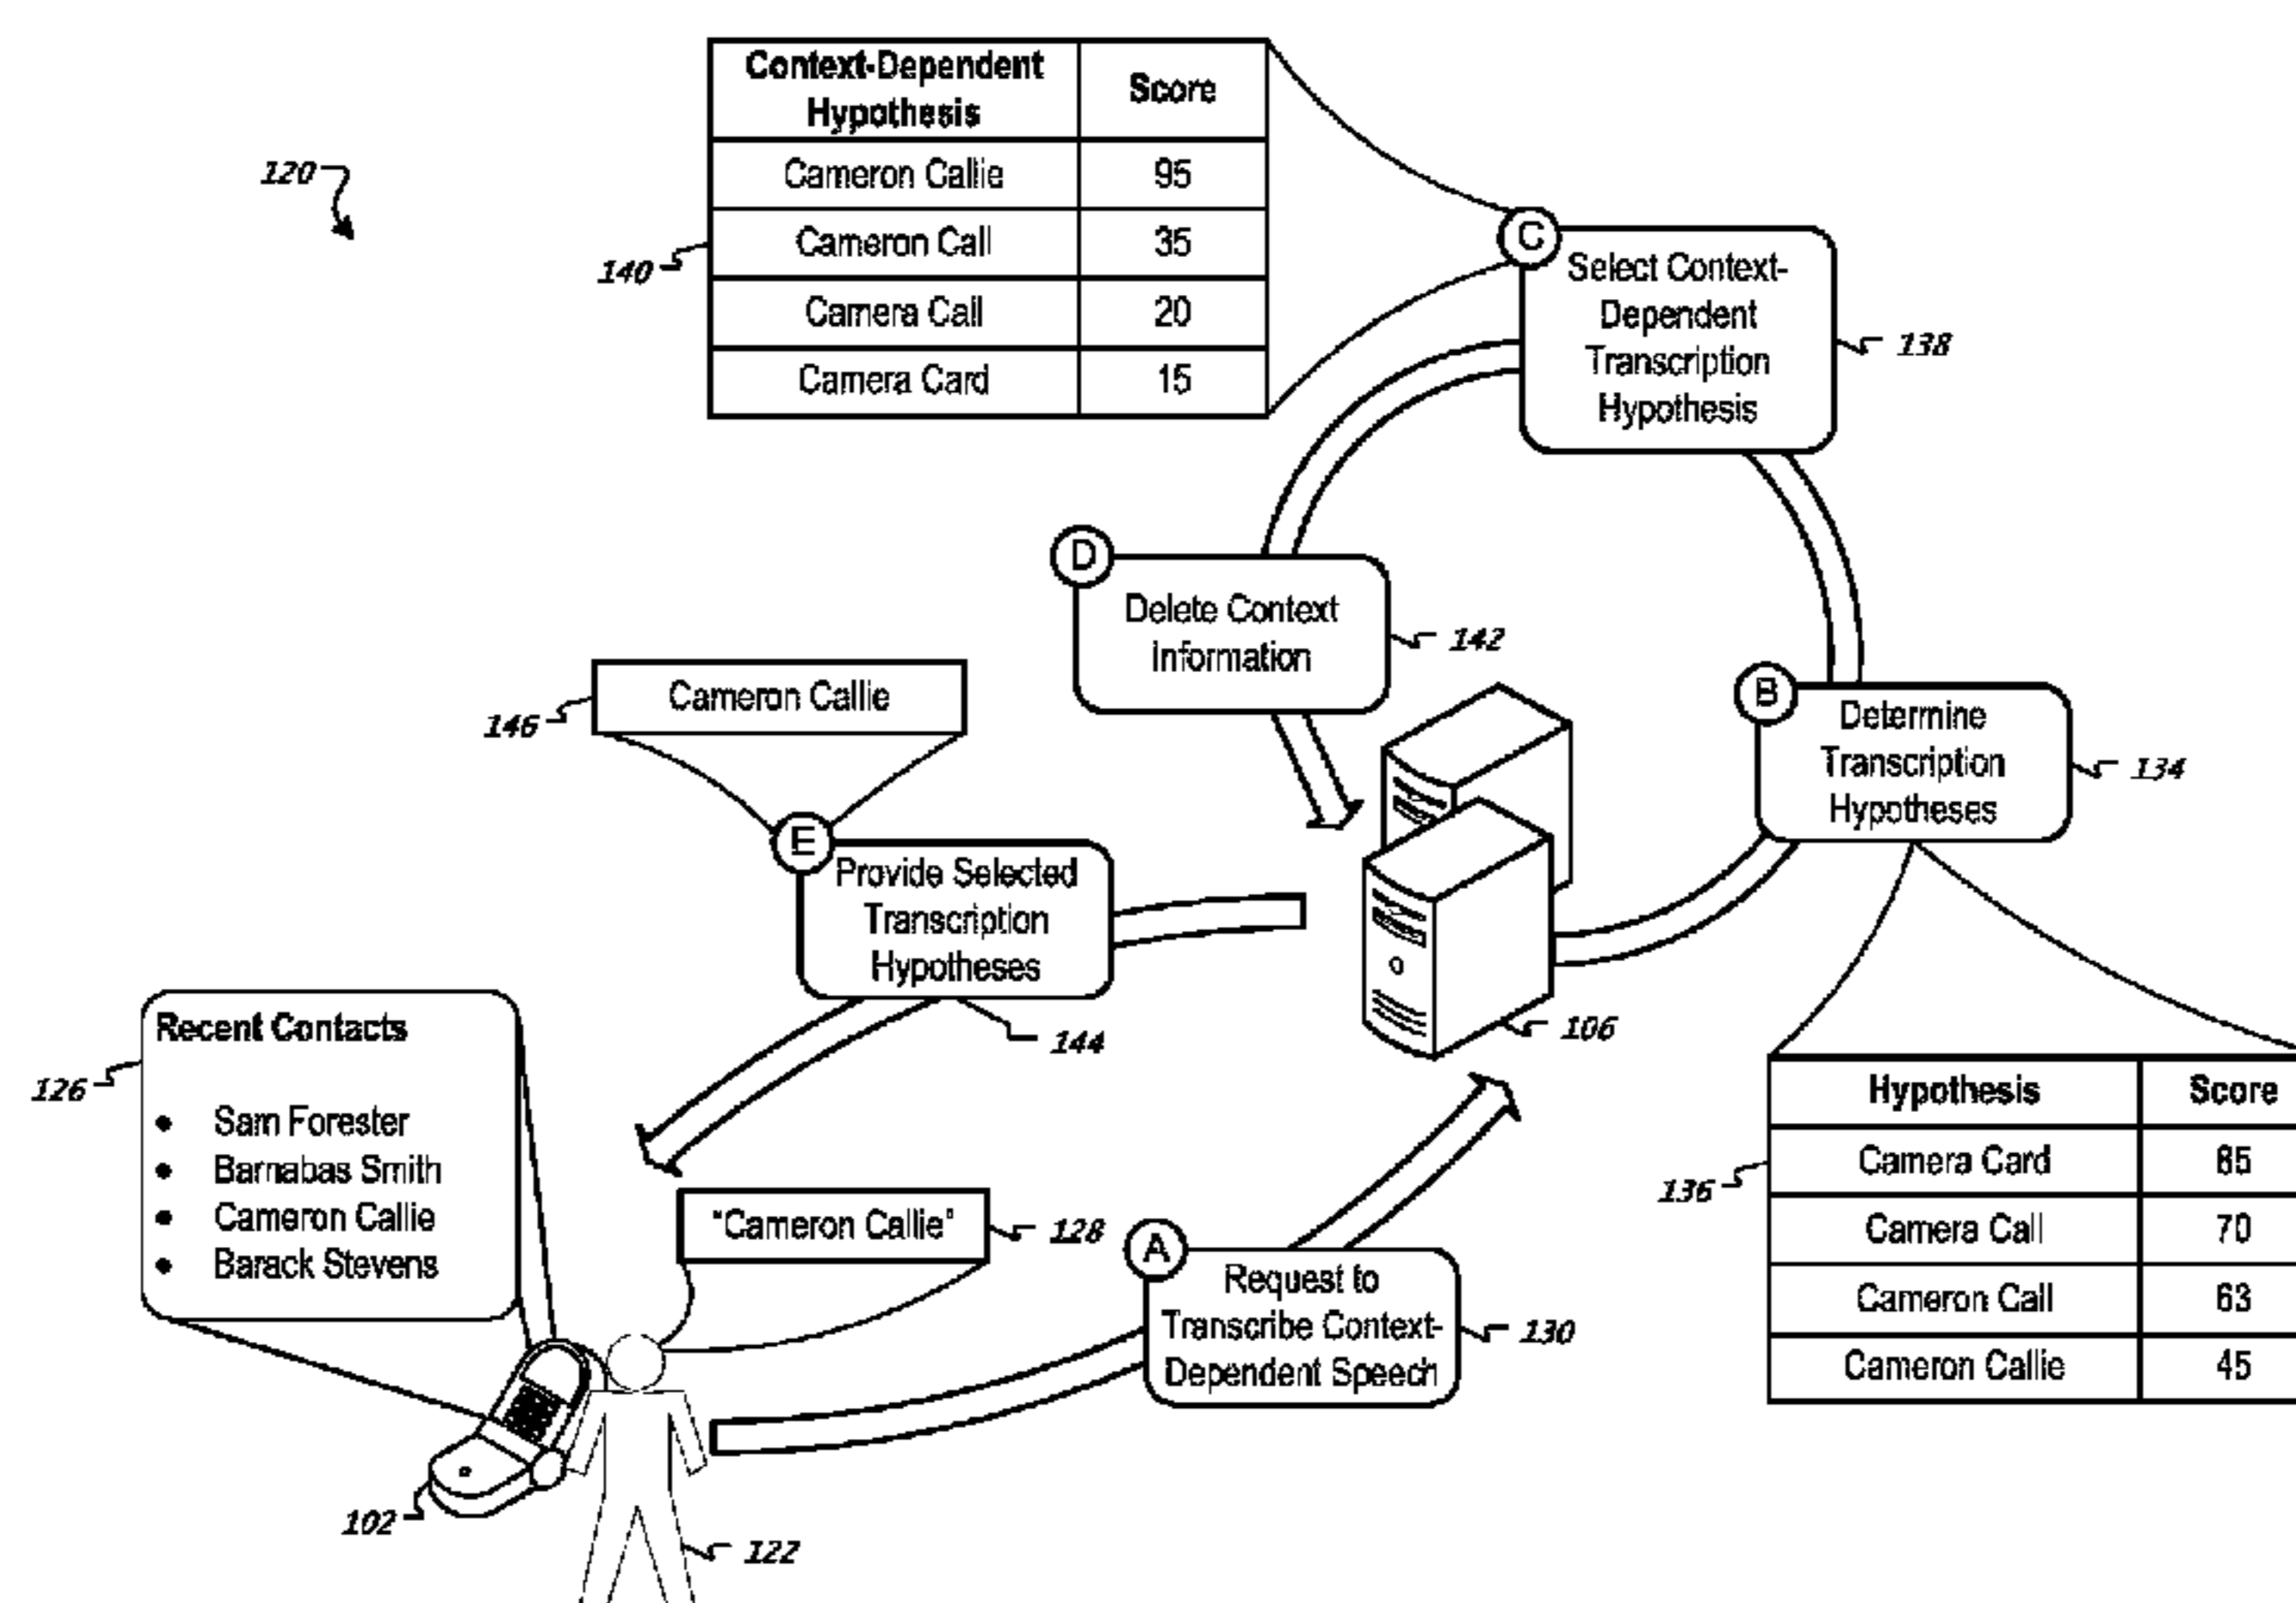 Context-Dependent
Hypothesis
Score
Cameron Callie 95
Cameron Call 35
Camera Call 20
Camera Card 15
120
140
C
Select Context-
Dependent
Transcription
Hypothesis
138
D
Delete Context
Information
142
146
Cameron Callie
B
Determine
Transcription
Hypotheses
134
E
Provide Selected
Transcription
Hypotheses
144
106
126
Recent Contacts
• Sam Forester
• Barnabas Smith
• Cameron Callie
• Barack Stevens
"Cameron Callie"
128
A
Request to
Transcribe Context-
Dependent Speech
130
136
Hypothesis Score
Camera Card 85
Camera Call 70
Cameron Call 63
Cameron Callie 45
102
122